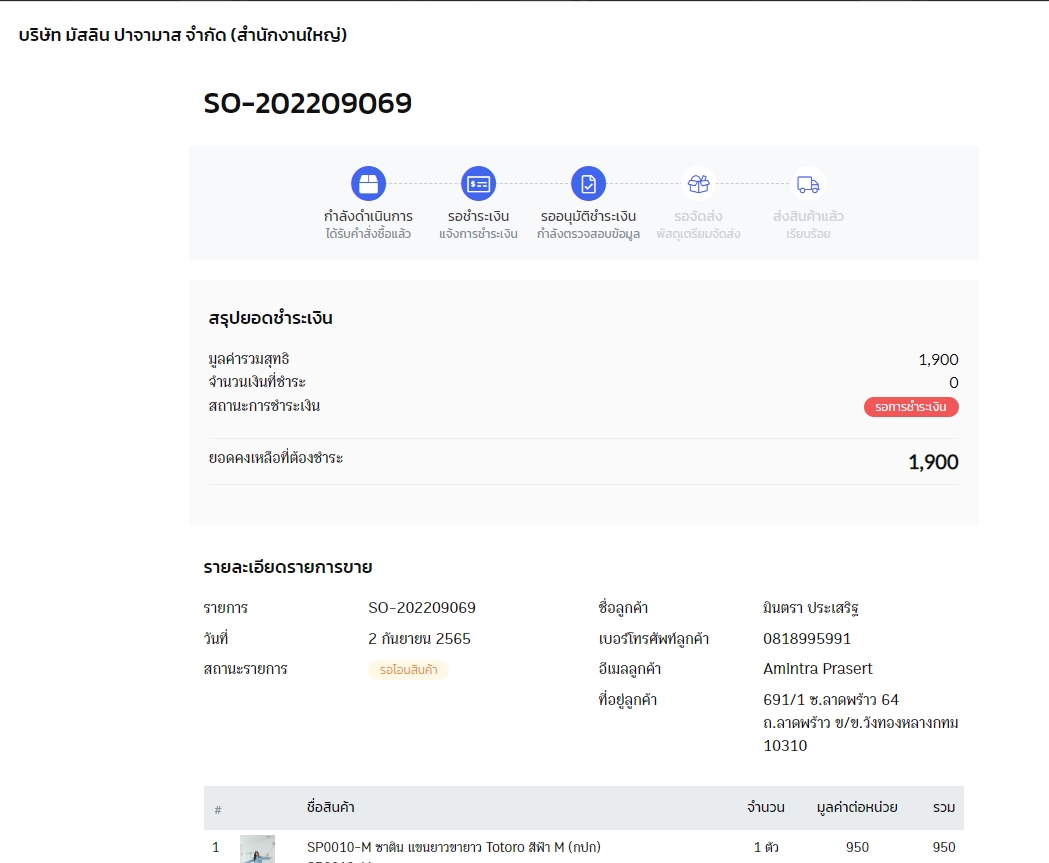 บริษัท มัสลิน ปาจามาส จำกัด (สำนักงานใหญ่)
SO-202209069
กำลังดำเนินการ
ได้รับคำสั่งซื้อแล้ว
รอชำระเงิน
แจ้งการชำระเงิน
รออนุมัติชำระเงิน
กำลังตรวจสอบข้อมูล
รอจัดส่ง
พัสดุเตรียมจัดส่ง
ส่งสินค้าแล้ว
เรียบร้อย
สรุปยอดชำระเงิน
มูลค่ารวมสุทธิ 1,900
จำนวนเงินที่ชำระ 0
สถานะการชำระเงิน รอการชำระเงิน
ยอดคงเหลือที่ต้องชำระ 1,900
รายละเอียดรายการขาย
รายการ SO-202209069
วันที่ 2 กันยายน 2565
สถานะรายการ รอโอนสินค้า
ชื่อลูกค้า มินตรา ประเสริฐ
เบอร์โทรศัพท์ลูกค้า 0818995991
อีเมลลูกค้า AmIntra Prasert
ที่อยู่ลูกค้า 691/1 ซ.ลาดพร้าว 64
ถ.ลาดพร้าว ข/ข.วังทองหลางกทม
10310
# ชื่อสินค้า จำนวน มูลค่าต่อหน่วย รวม
1 SP0010-M ซาติน แขนยาวขายาว Totoro สีฟ้า M (กปก) 1 ตัว 950 950